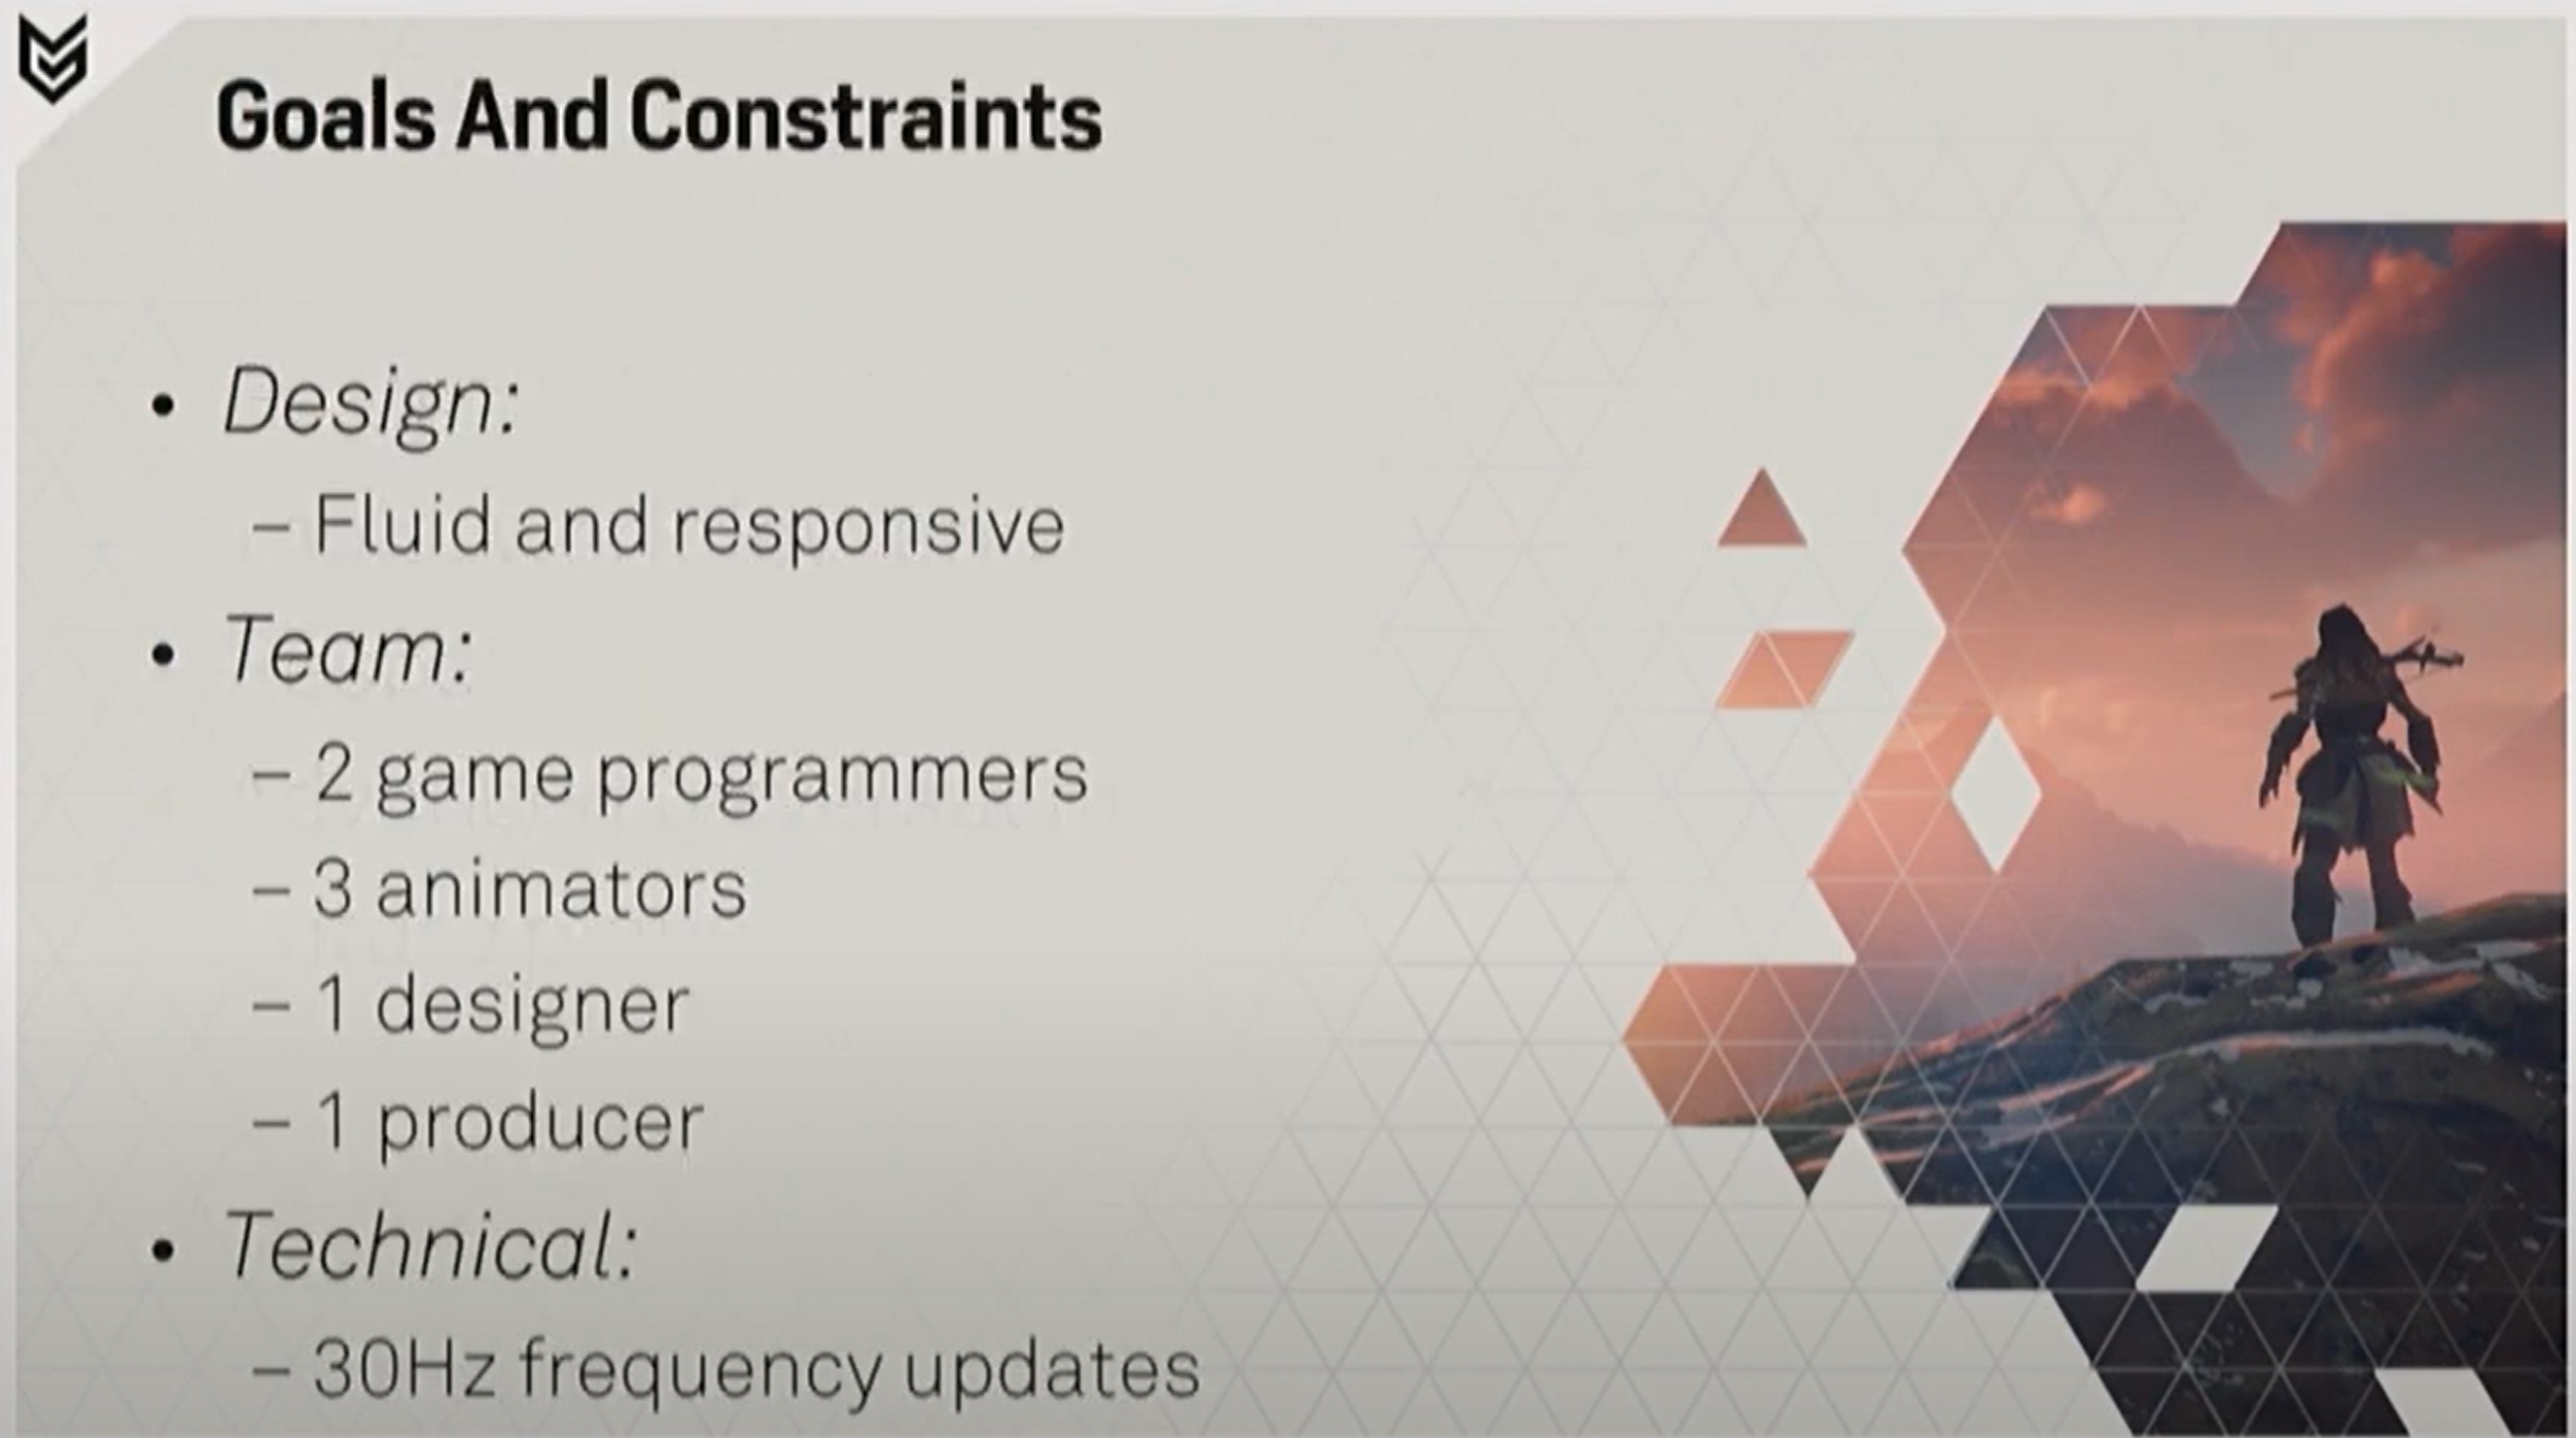 Goals And Constraints
• Design:
– Fluid and responsive
• Team:
– 2 game programmers
– 3 animators
– 1 designer
– 1 producer
• Technical:
– 30Hz frequency updates